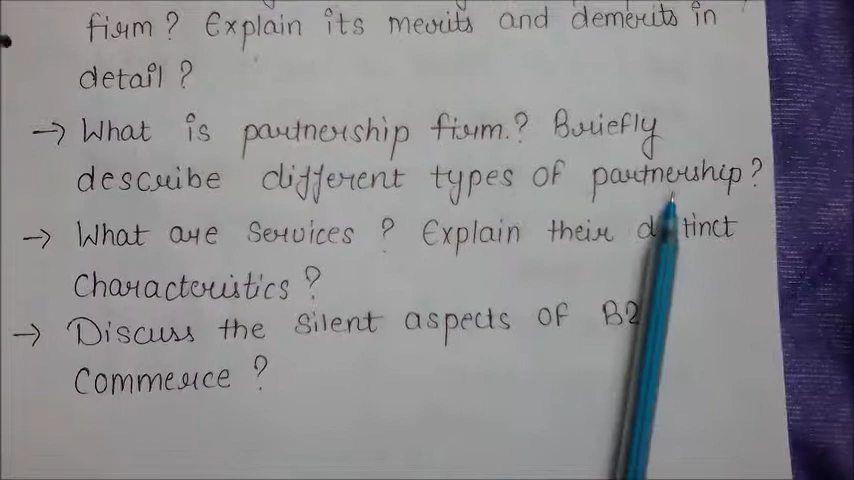 firm? Explain its merits and demerits in
detail?
→ What is partnership firm.? Briefly
describe different types of partnership?
→ What are Services? Explain their
Characteristics?
→ Discuss the Silent aspects of B2
Commerce?